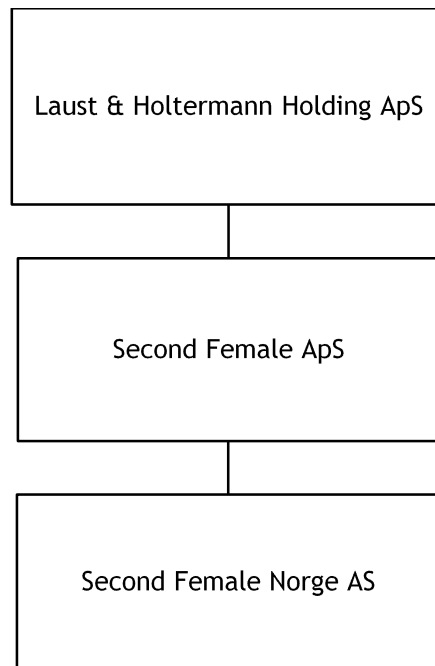 Laust & Holtermann Holding ApS
Second Female ApS
Second Female Norge AS